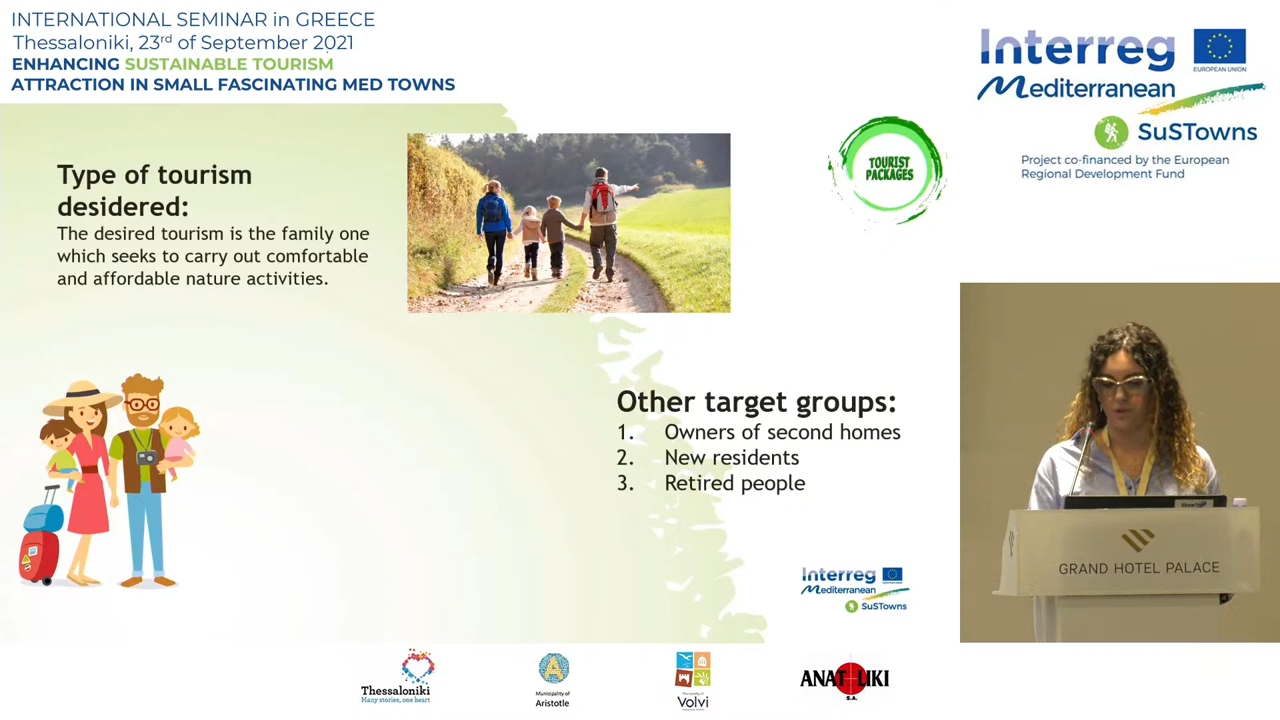 INTERNATIONAL SEMINAR in GREECE
Thessaloniki, 23rd of September 2021
ENHANCING SUSTAINABLE TOURISM
ATTRACTION IN SMALL FASCINATING MED TOWNS
Interreg
EUROPEAN UNION
Mediterranean
SuSTowns
Project co-financed by the European
Regional Development Fund
Type of tourism
desidered:
The desired tourism is the family one
which seeks to carry out comfortable
and affordable nature activities.
TOURIST
PACKAGES
Other target groups:
1. Owners of second homes
2. New residents
3. Retired people
GRAND HOTEL PALACE
Interreg
Mediterranean
SuSTowns
Thessaloniki
Many stories, one heart
Municipality of
Aristotle
Municipality of
Volvi
ANATOLIKI
S.A.